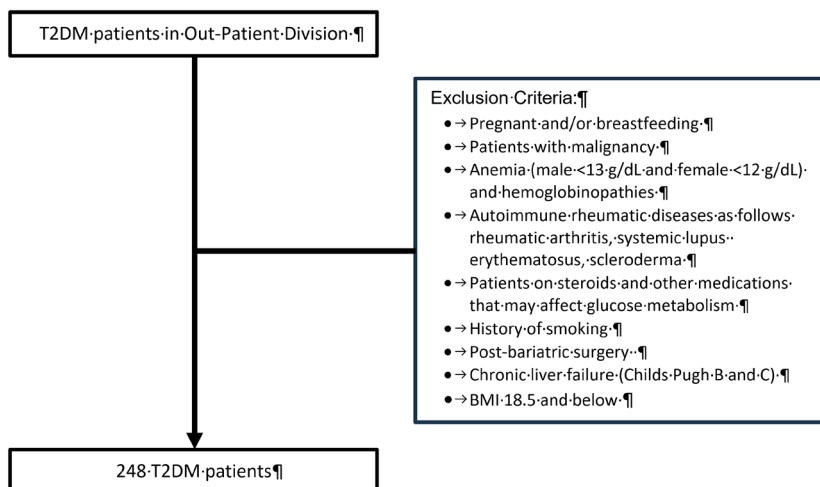 T2DM·patients·in·Out-Patient·Division·¶
Exclusion·Criteria:¶
●→Pregnant·and/or·breastfeeding·¶
●→Patients·with·malignancy·¶
●→Anemia·(male·<13·g/dL·and·female·<12·g/dL)·
and·hemoglobinopathies·¶
●→Autoimmune·rheumatic·diseases·as·follows·
rheumatic·arthritis,·systemic·lupus··
erythematosus,·scleroderma·¶
●→Patients·on·steroids·and·other·medications·
that·may·affect·glucose·metabolism·¶
●→History·of·smoking·¶
●→Post-bariatric·surgery··¶
●→Chronic·liver·failure·(Childs·Pugh·B·and·C)·¶
●→BMI·18.5·and·below·¶
248·T2DM·patients¶